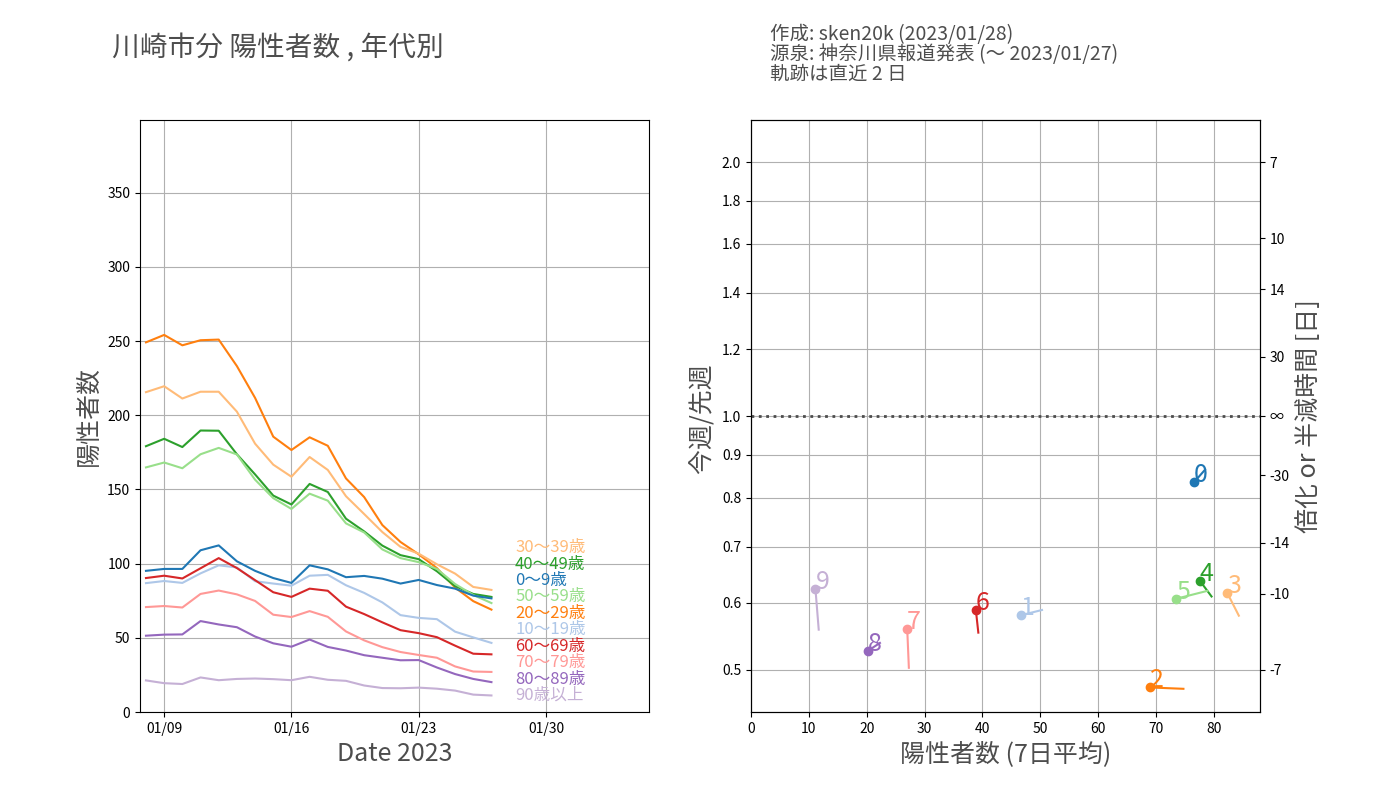 川崎市分 陽性者数 , 年代別
作成: sken20k (2023/01/28)
源泉: 神奈川県報道発表 (〜 2023/01/27)
軌跡は直近 2 日
陽性者数
350
300
250
200
150
100
50
0
30〜39歳
40〜49歳
0〜9歳
50〜59歳
20〜29歳
10〜19歳
60〜69歳
70〜79歳
80〜89歳
90歳以上
01/09
01/16
01/23
01/30
Date 2023
今週/先週
2.0
1.8
1.6
1.4
1.2
1.0
0.9
0.8
0.7
0.6
0.5
0
4
9
3
5
6
1
7
8
2
7
10
14
30
∞
-30
-14
-10
-7
倍化 or 半減時間 [日]
0
10
20
30
40
50
60
70
80
陽性者数 (7日平均)